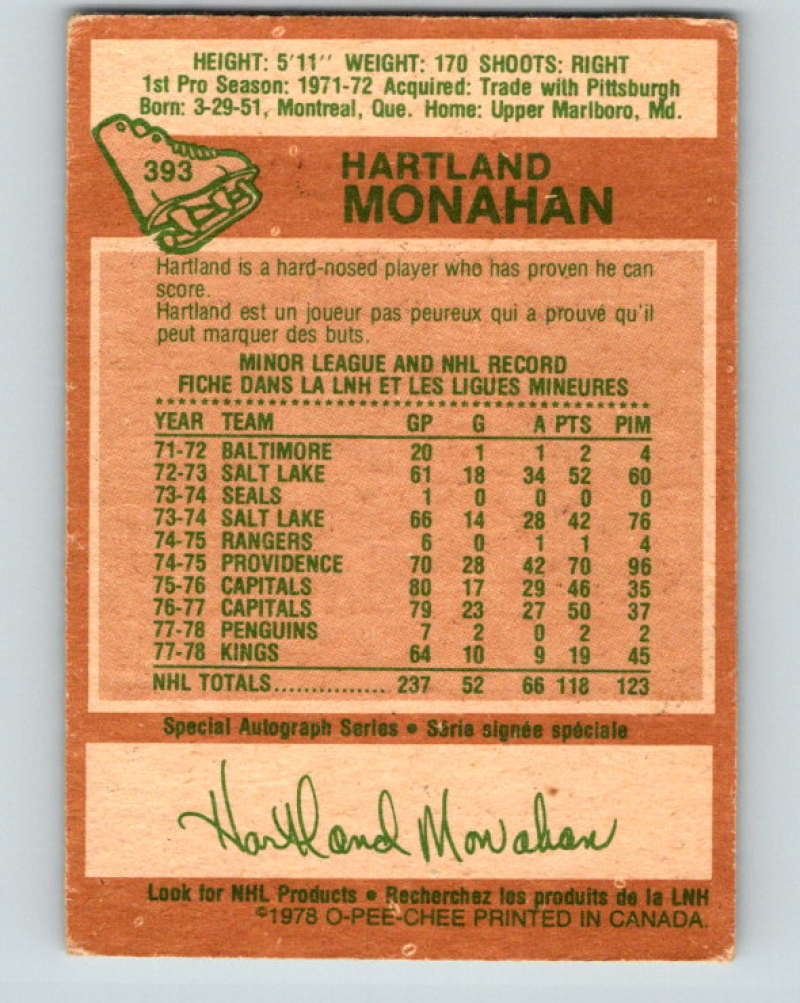 HEIGHT: 5'11'' WEIGHT: 170 SHOOTS: RIGHT
1st Pro Season: 1971-72 Acquired: Trade with Pittsburgh
Born: 3-29-51, Montreal, Que. Home: Upper Marlboro, Md.
393
HARTLAND
MONAHAN
Hartland is a hard-nosed player who has proven he can
score.
Hartland est un joueur pas peureux qui a prouvé qu'il
peut marquer des buts.
MINOR LEAGUE AND NHL RECORD
FICHE DANS LA LNH ET LES LIGUES MINEURES
YEAR TEAM GP G A PTS PIM
71-72 BALTIMORE 20 1 1 2 4
72-73 SALT LAKE 61 18 34 52 60
73-74 SEALS 1 0 0 0 0
73-74 SALT LAKE 66 14 28 42 76
74-75 RANGERS 6 0 1 1 4
74-75 PROVIDENCE 70 28 42 70 96
75-76 CAPITALS 80 17 29 46 35
76-77 CAPITALS 79 23 27 50 37
77-78 PENGUINS 7 2 0 2 2
77-78 KINGS 64 10 9 19 45
NHL TOTALS............... 237 52 66 118 123
Special Autograph Series • Série signée spéciale
Hartland Monahan
Look for NHL Products • Recherchez les produits de la LNH
©1978 O-PEE-CHEE PRINTED IN CANADA.